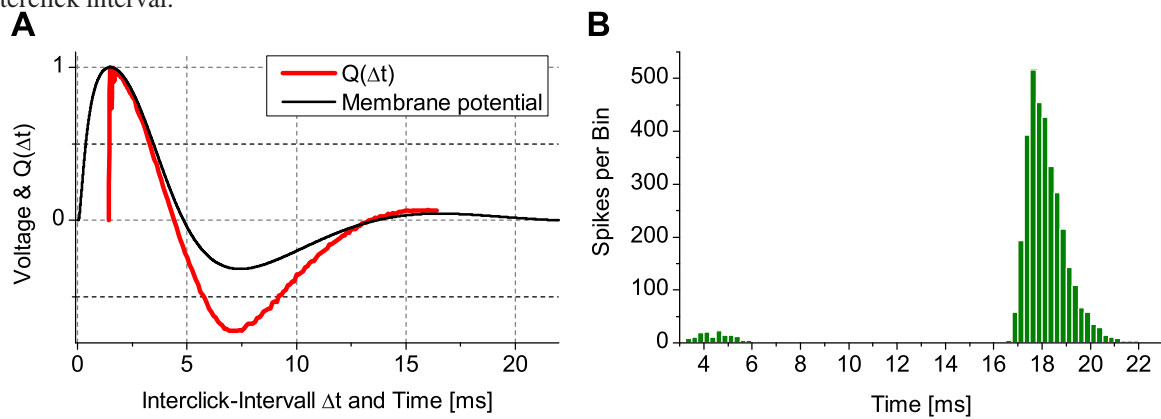 interclick interval.
A
B
1
0
Q(Δt)
Membrane potential
Voltage & Q(Δt)
0 5 10 15 20
Interclick-Intervall Δt and Time [ms]
500
400
300
200
100
0
Spikes per Bin
4 6 8 10 12 14 16 18 20 22
Time [ms]